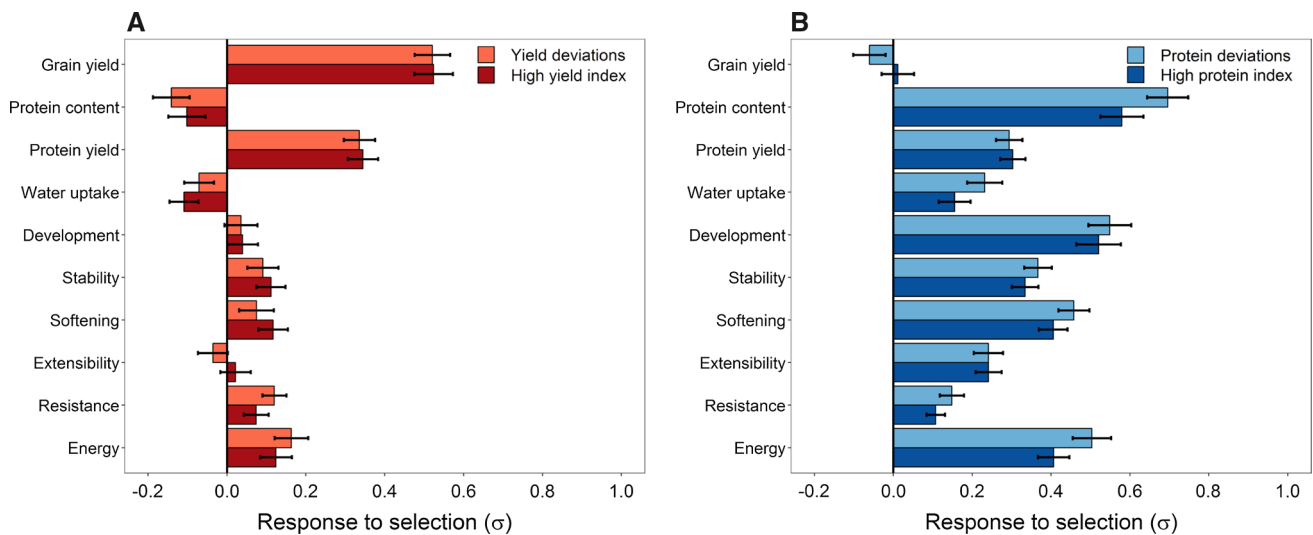 A
Grain yield
Protein content
Protein yield
Water uptake
Development
Stability
Softening
Extensibility
Resistance
Energy
Yield deviations
High yield index
-0.2 0.0 0.2 0.4 0.6 0.8 1.0
Response to selection (σ)
B
Grain yield
Protein content
Protein yield
Water uptake
Development
Stability
Softening
Extensibility
Resistance
Energy
Protein deviations
High protein index
-0.2 0.0 0.2 0.4 0.6 0.8 1.0
Response to selection (σ)